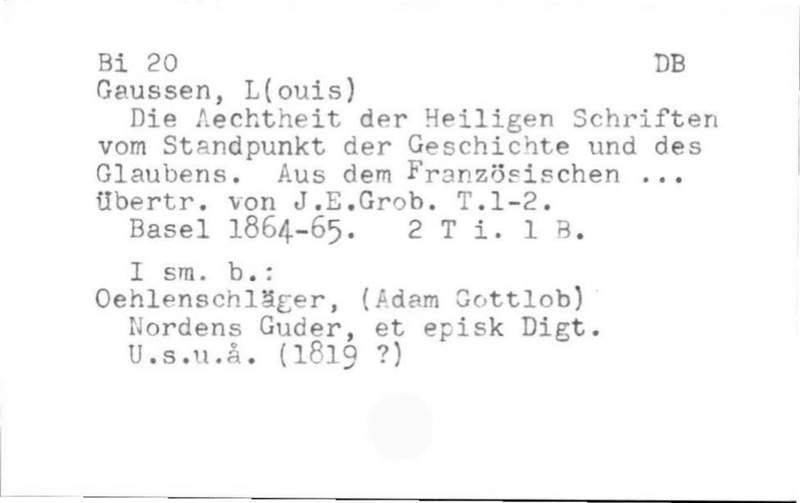 Bi 20 DB
Gaussen, L(ouis)
Die Aechtheit der Heiligen Schriften
vom Standpunkt der Geschichte und des
Glaubens. Aus dem Französischen ...
übertr. von J.E.Grob. T.1-2.
Basel 1864-65. 2 T i. 1 B.
I sm. b.:
Oehlenschläger, (Adam Gottlob)
Nordens Guder, et episk Digt.
U.s.u.å. (1819 ?)